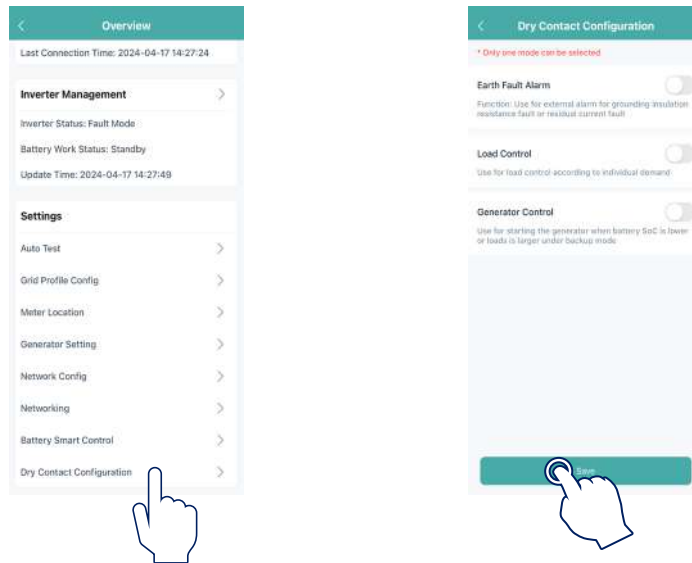 Overview
Last Connection Time: 2024-04-17 14:27:24
Inverter Management
Inverter Status: Fault Mode
Battery Work Status: Standby
Update Time: 2024-04-17 14:27:49
Settings
Auto Test
Grid Profile Config
Meter Location
Generator Setting
Network Config
Networking
Battery Smart Control
Dry Contact Configuration
Dry Contact Configuration
* Only one mode can be selected
Earth Fault Alarm
Function: Use for external alarm for grounding insulation
resistance fault or residual current fault
Load Control
Use for load control according to individual demand
Generator Control
Use for starting the generator when battery SoC is lower
or loads is larger under backup mode
Save